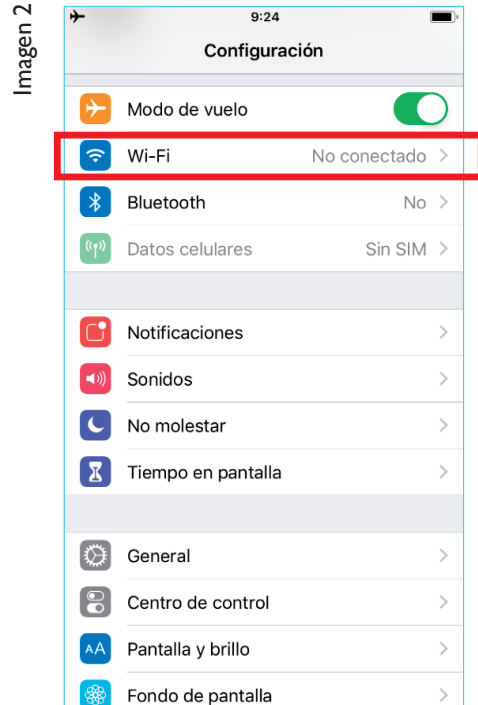 Imagen 2
9:24
Configuración
Modo de vuelo
Wi-Fi No conectado
Bluetooth No
Datos celulares Sin SIM
Notificaciones
Sonidos
No molestar
Tiempo en pantalla
General
Centro de control
AA Pantalla y brillo
Fondo de pantalla